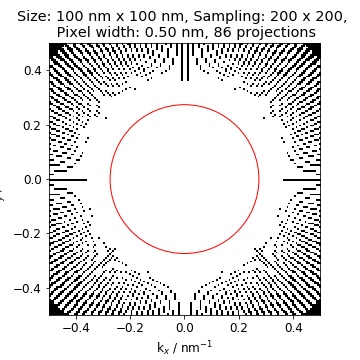 Size: 100 nm x 100 nm, Sampling: 200 x 200,
Pixel width: 0.50 nm, 86 projections
0.4
0.2
0.0
−0.2
−0.4
−0.4 −0.2 0.0 0.2 0.4
kₓ / nm⁻¹